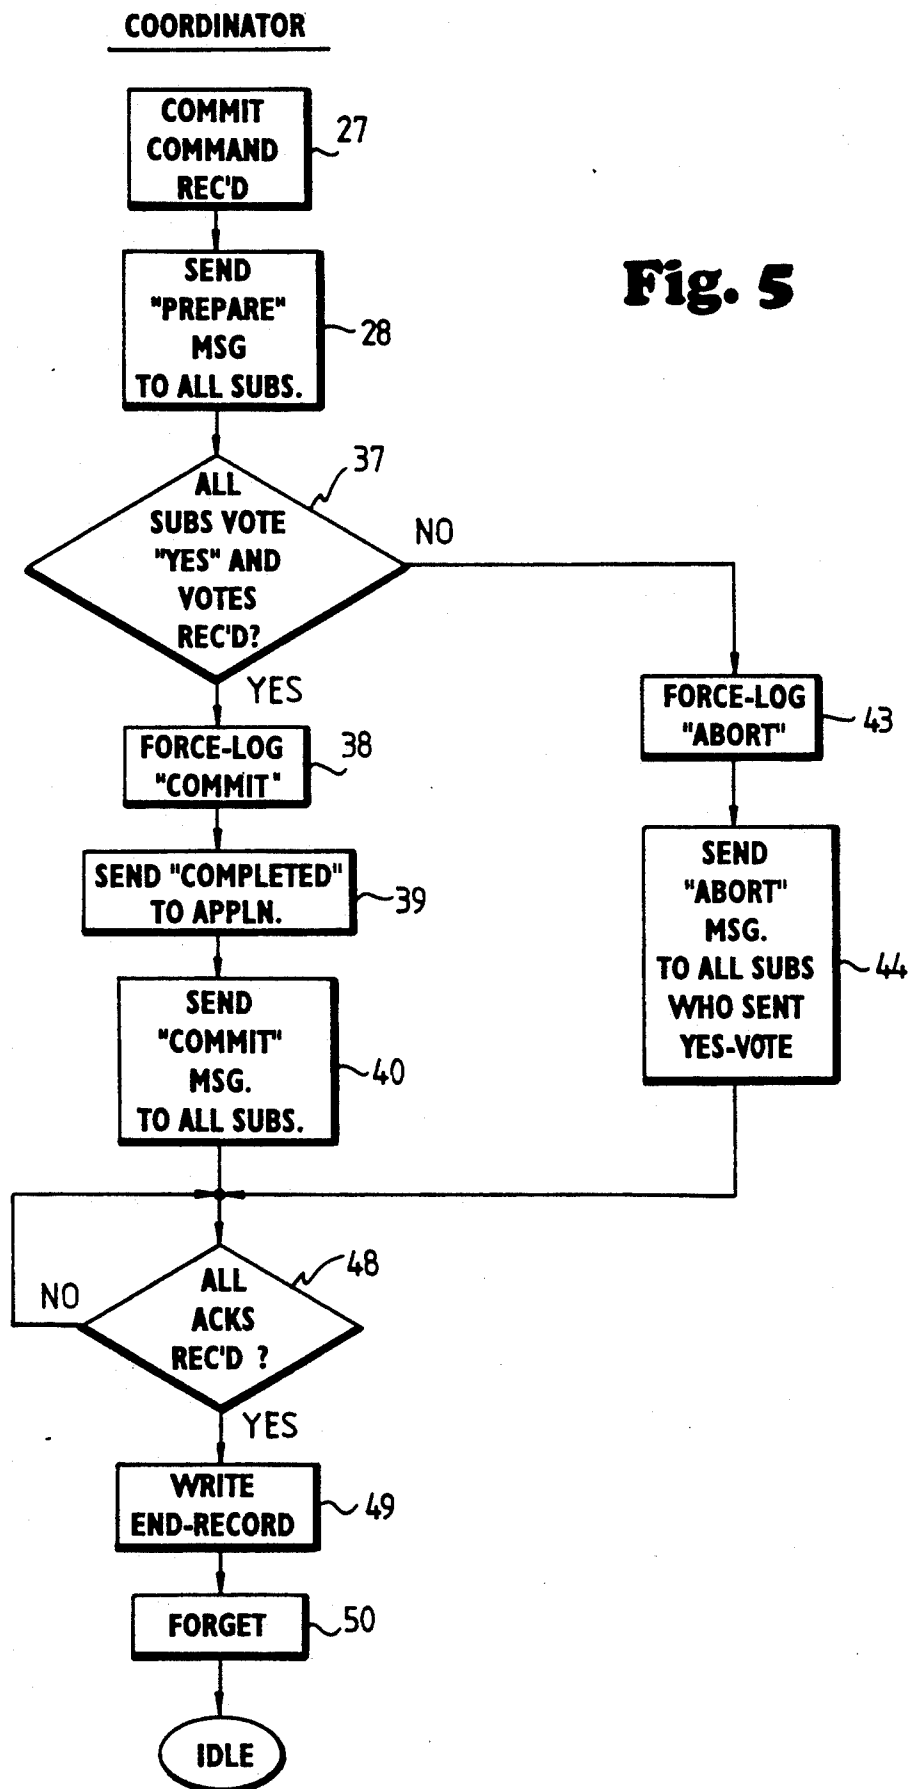 COORDINATOR
COMMIT
COMMAND
REC'D
27
Fig. 5
SEND
"PREPARE"
MSG
TO ALL SUBS.
28
ALL
SUBS VOTE
"YES" AND
VOTES
REC'D?
37
NO
YES
FORCE-LOG
"COMMIT"
38
FORCE-LOG
"ABORT"
43
SEND "COMPLETED"
TO APPLN.
39
SEND
"ABORT"
MSG.
TO ALL SUBS
WHO SENT
YES-VOTE
44
SEND
"COMMIT"
MSG.
TO ALL SUBS.
40
ALL
ACKS
REC'D ?
48
NO
YES
WRITE
END-RECORD
49
FORGET
50
IDLE